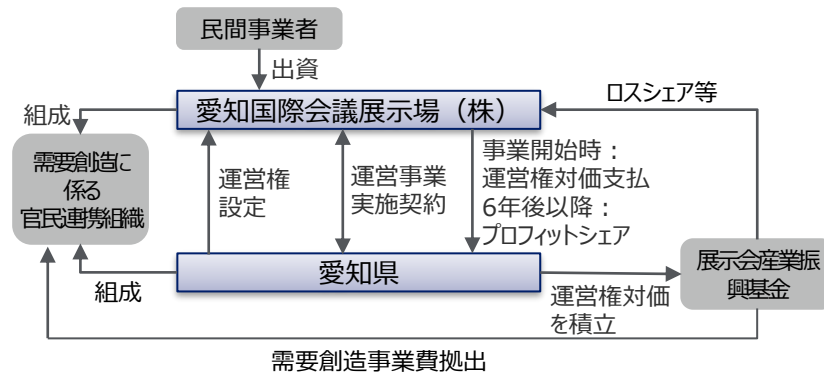 民間事業者
出資
愛知国際会議展示場（株）
ロスシェア等
組成
需要創造に
係る
官民連携組織
運営権
設定
運営事業
実施契約
事業開始時：
運営権対価支払
6年後以降：
プロフィットシェア
愛知県
組成
展示会産業振
興基金
運営権対価
を積立
需要創造事業費拠出